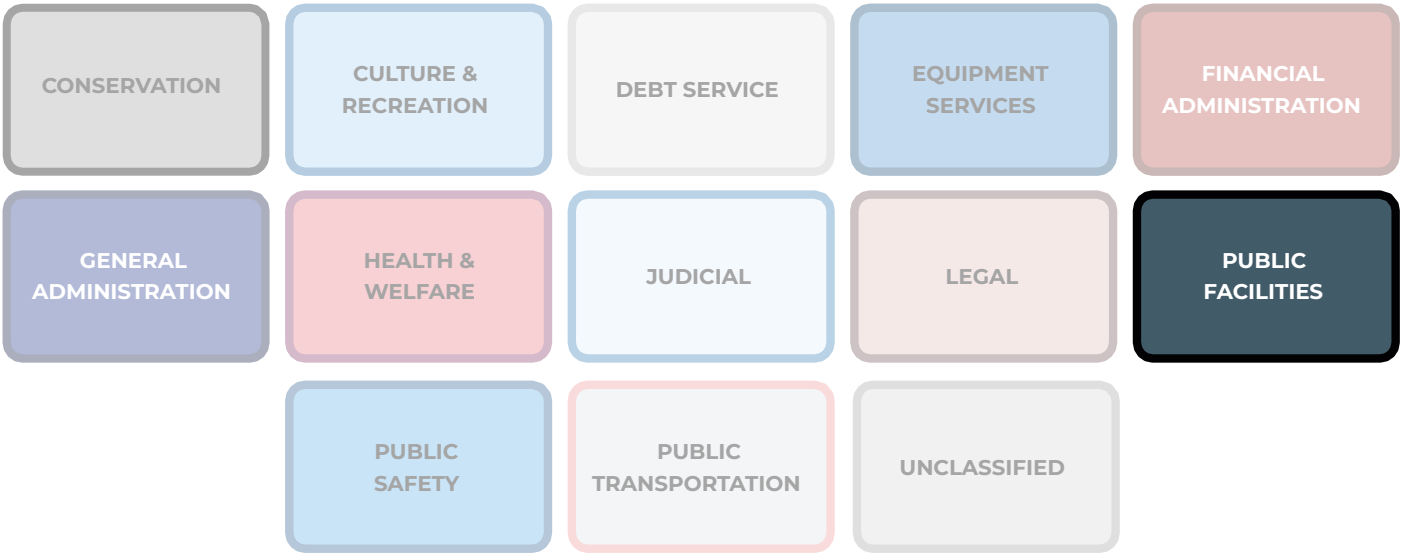 CONSERVATION
CULTURE &
RECREATION
DEBT SERVICE
EQUIPMENT
SERVICES
FINANCIAL
ADMINISTRATION
GENERAL
ADMINISTRATION
HEALTH &
WELFARE
JUDICIAL
LEGAL
PUBLIC
FACILITIES
PUBLIC
SAFETY
PUBLIC
TRANSPORTATION
UNCLASSIFIED